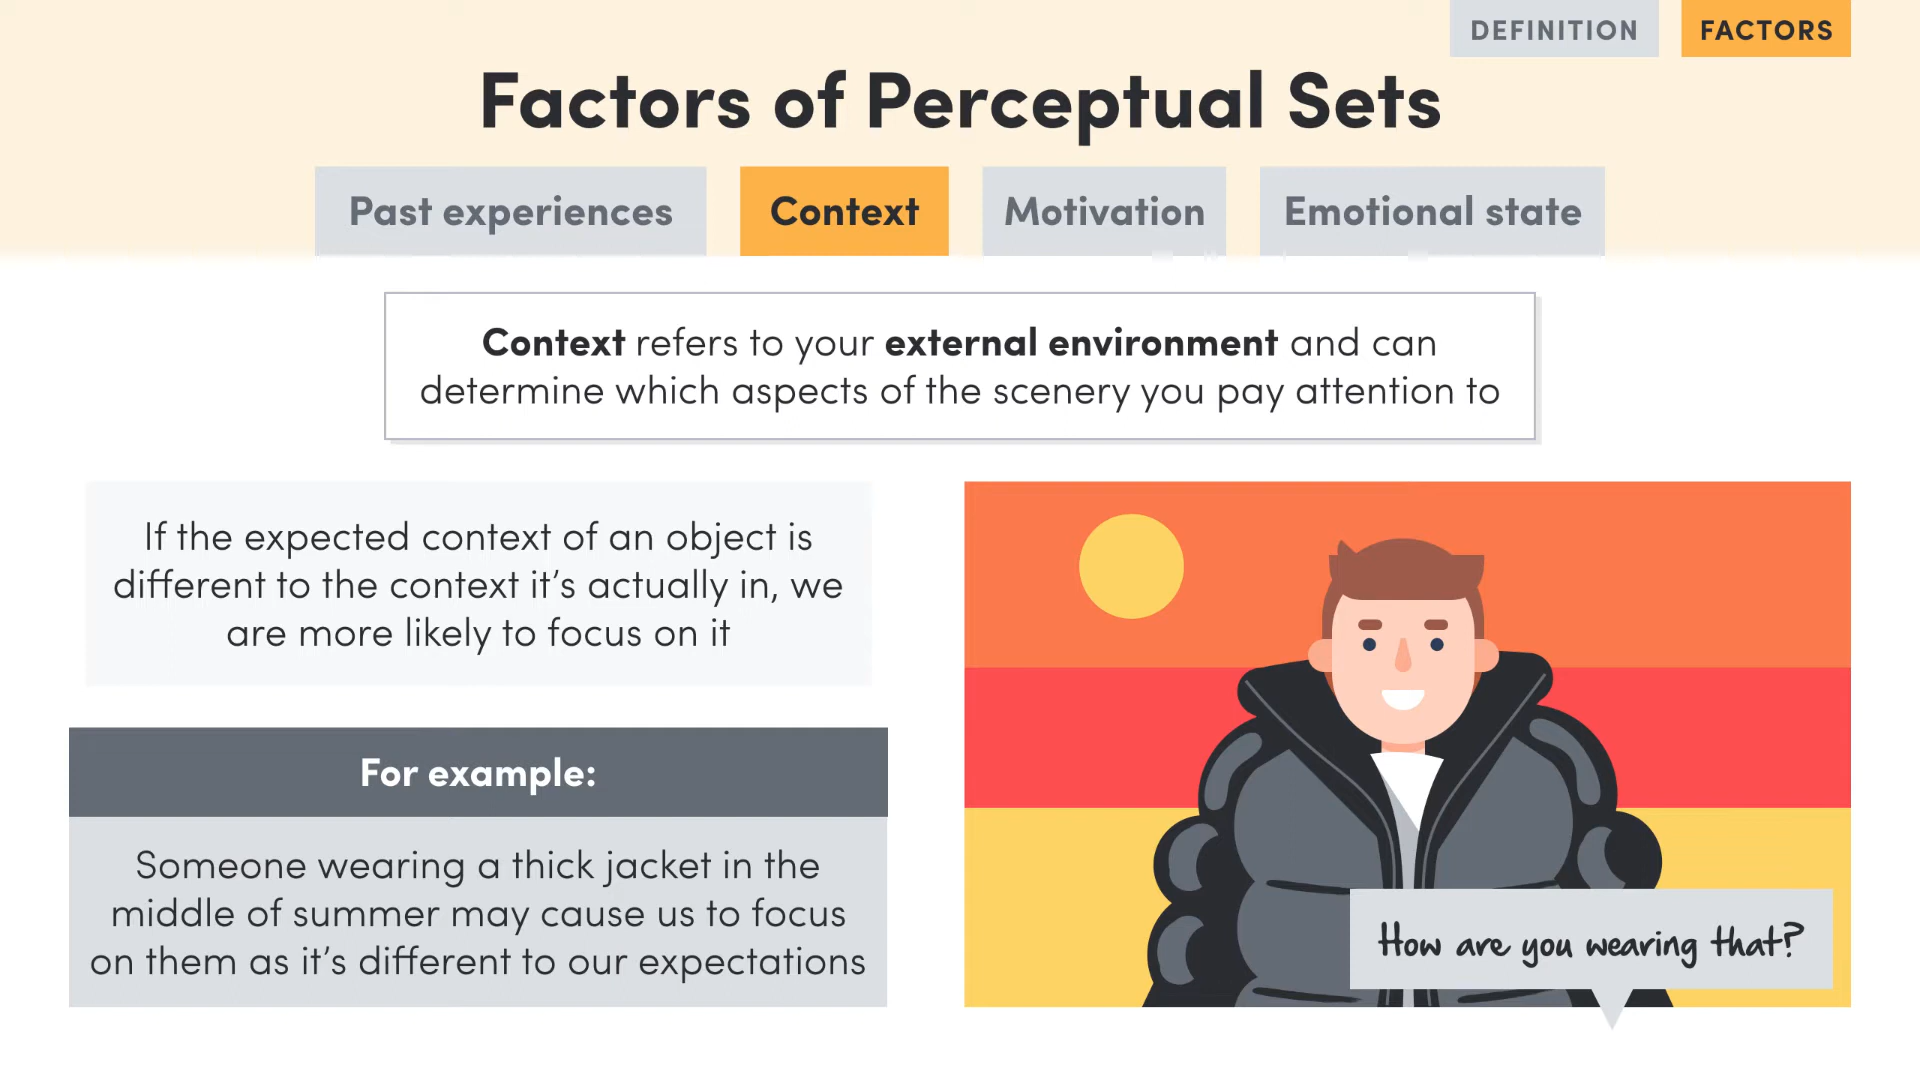 DEFINITION
FACTORS
Factors of Perceptual Sets
Past experiences
Context
Motivation
Emotional state
Context refers to your external environment and can
determine which aspects of the scenery you pay attention to
If the expected context of an object is
different to the context it's actually in, we
are more likely to focus on it
For example:
Someone wearing a thick jacket in the
middle of summer may cause us to focus
on them as it's different to our expectations
How are you wearing that?